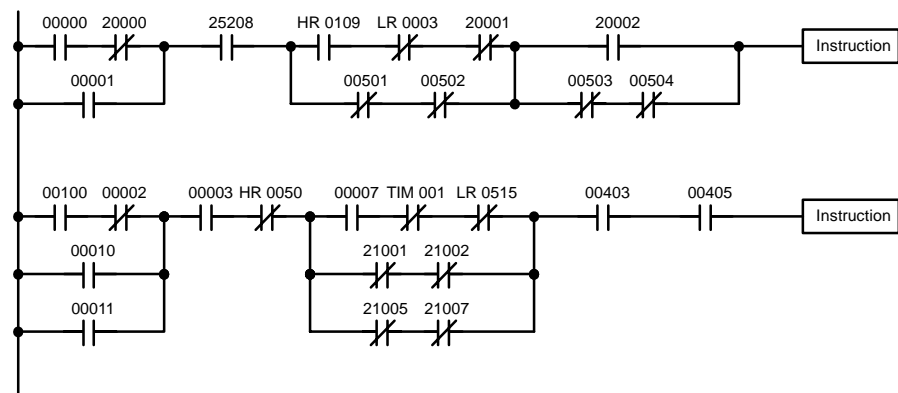 00000 20000 25208 HR 0109 LR 0003 20001 20002
Instruction
00001 00501 00502 00503 00504
00100 00002 00003 HR 0050 00007 TIM 001 LR 0515 00403 00405
Instruction
00010 21001 21002
00011 21005 21007